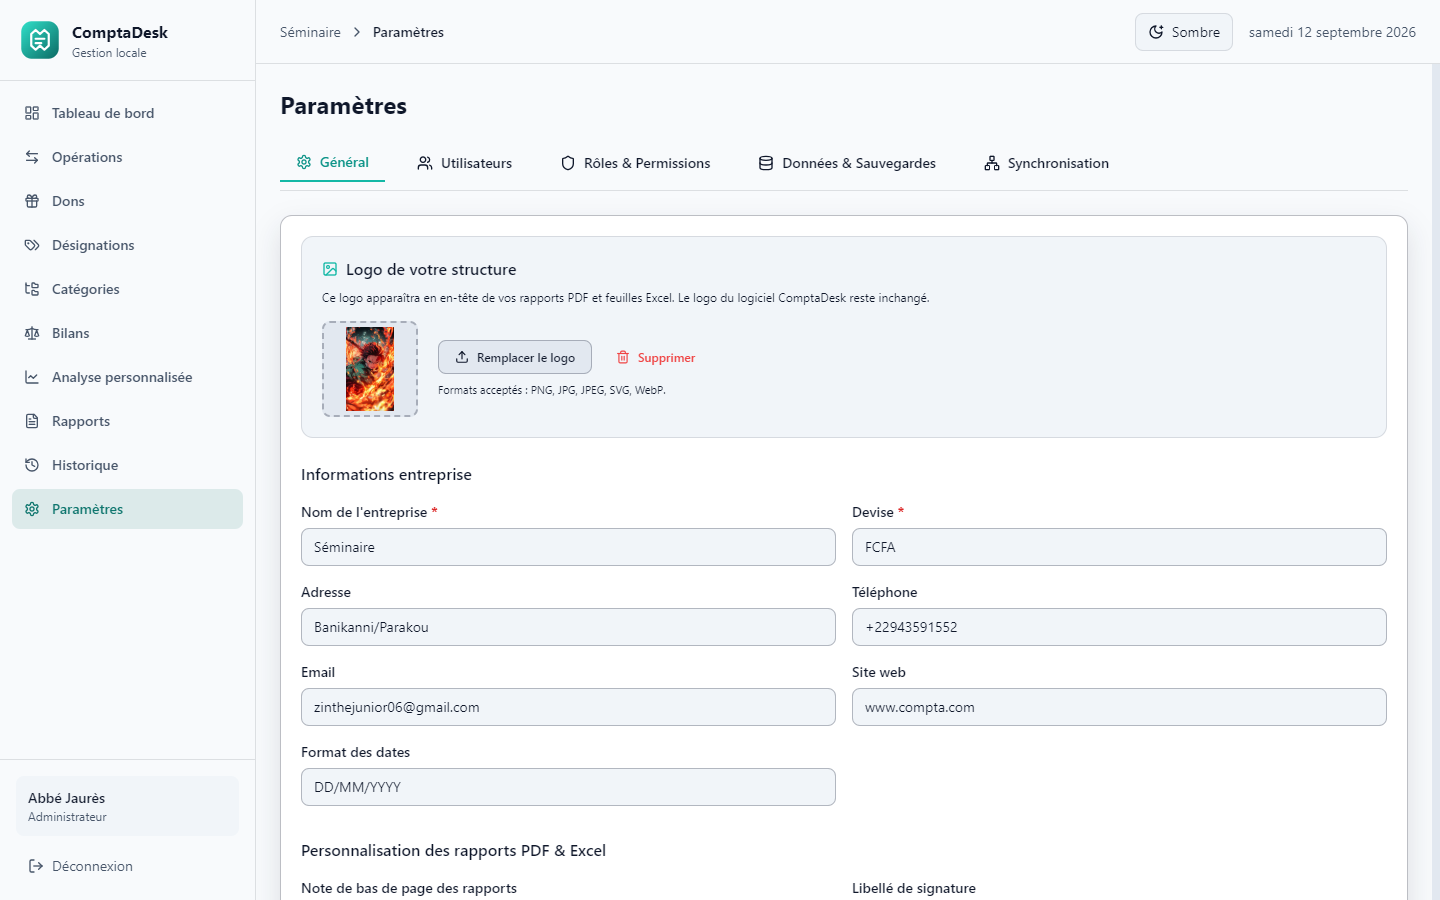 ComptaDesk
Gestion locale
Tableau de bord
Opérations
Dons
Désignations
Catégories
Bilans
Analyse personnalisée
Rapports
Historique
Paramètres
Abbé Jaurès
Administrateur
Déconnexion
Séminaire > Paramètres
Sombre
samedi 12 septembre 2026
Paramètres
Général
Utilisateurs
Rôles & Permissions
Données & Sauvegardes
Synchronisation
Logo de votre structure
Ce logo apparaîtra en en-tête de vos rapports PDF et feuilles Excel. Le logo du logiciel ComptaDesk reste inchangé.
Remplacer le logo
Supprimer
Formats acceptés : PNG, JPG, JPEG, SVG, WebP.
Informations entreprise
Nom de l'entreprise *
Séminaire
Devise *
FCFA
Adresse
Banikanni/Parakou
Téléphone
+22943591552
Email
zinthejunior06@gmail.com
Site web
www.compta.com
Format des dates
DD/MM/YYYY
Personnalisation des rapports PDF & Excel
Note de bas de page des rapports
Libellé de signature